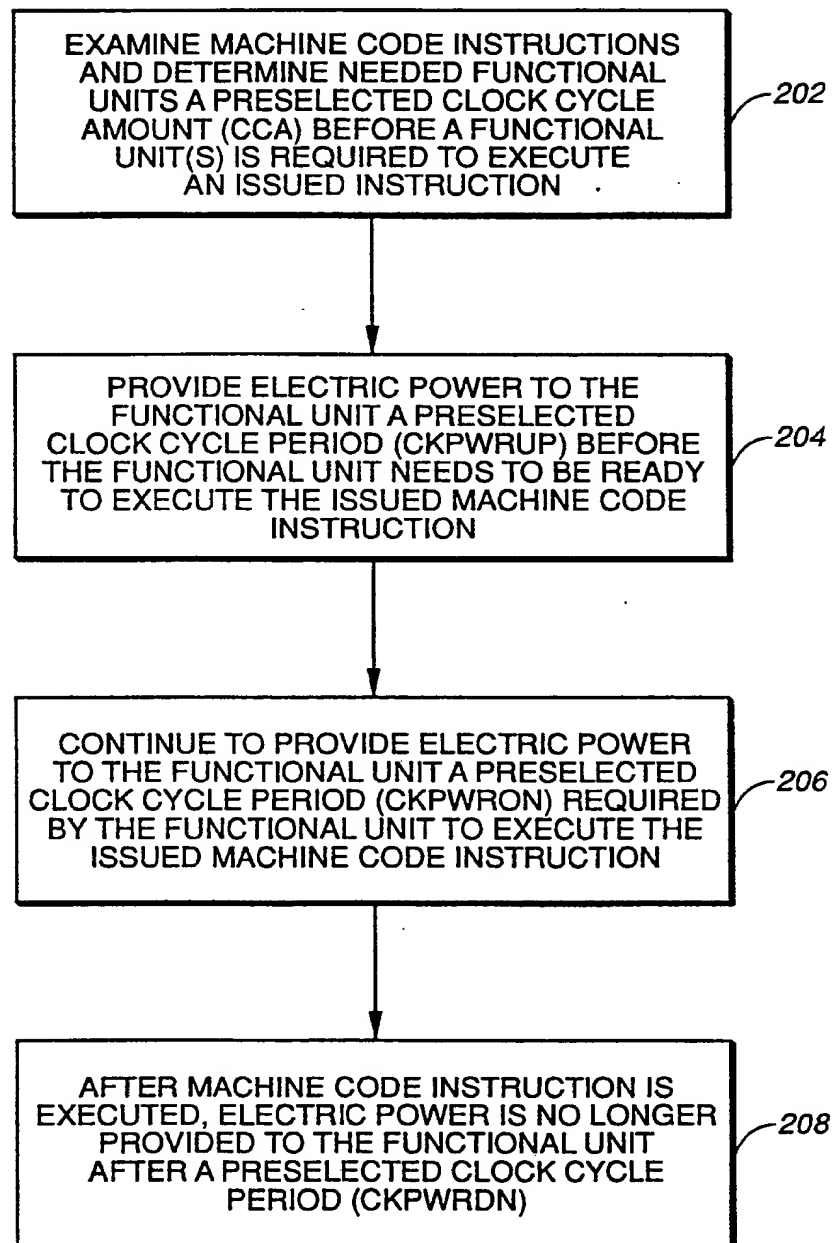 EXAMINE MACHINE CODE INSTRUCTIONS
AND DETERMINE NEEDED FUNCTIONAL
UNITS A PRESELECTED CLOCK CYCLE
AMOUNT (CCA) BEFORE A FUNCTIONAL
UNIT(S) IS REQUIRED TO EXECUTE
AN ISSUED INSTRUCTION
202
PROVIDE ELECTRIC POWER TO THE
FUNCTIONAL UNIT A PRESELECTED
CLOCK CYCLE PERIOD (CKPWRUP) BEFORE
THE FUNCTIONAL UNIT NEEDS TO BE READY
TO EXECUTE THE ISSUED MACHINE CODE
INSTRUCTION
204
CONTINUE TO PROVIDE ELECTRIC POWER
TO THE FUNCTIONAL UNIT A PRESELECTED
CLOCK CYCLE PERIOD (CKPWRON) REQUIRED
BY THE FUNCTIONAL UNIT TO EXECUTE THE
ISSUED MACHINE CODE INSTRUCTION
206
AFTER MACHINE CODE INSTRUCTION IS
EXECUTED, ELECTRIC POWER IS NO LONGER
PROVIDED TO THE FUNCTIONAL UNIT
AFTER A PRESELECTED CLOCK CYCLE
PERIOD (CKPWRDN)
208